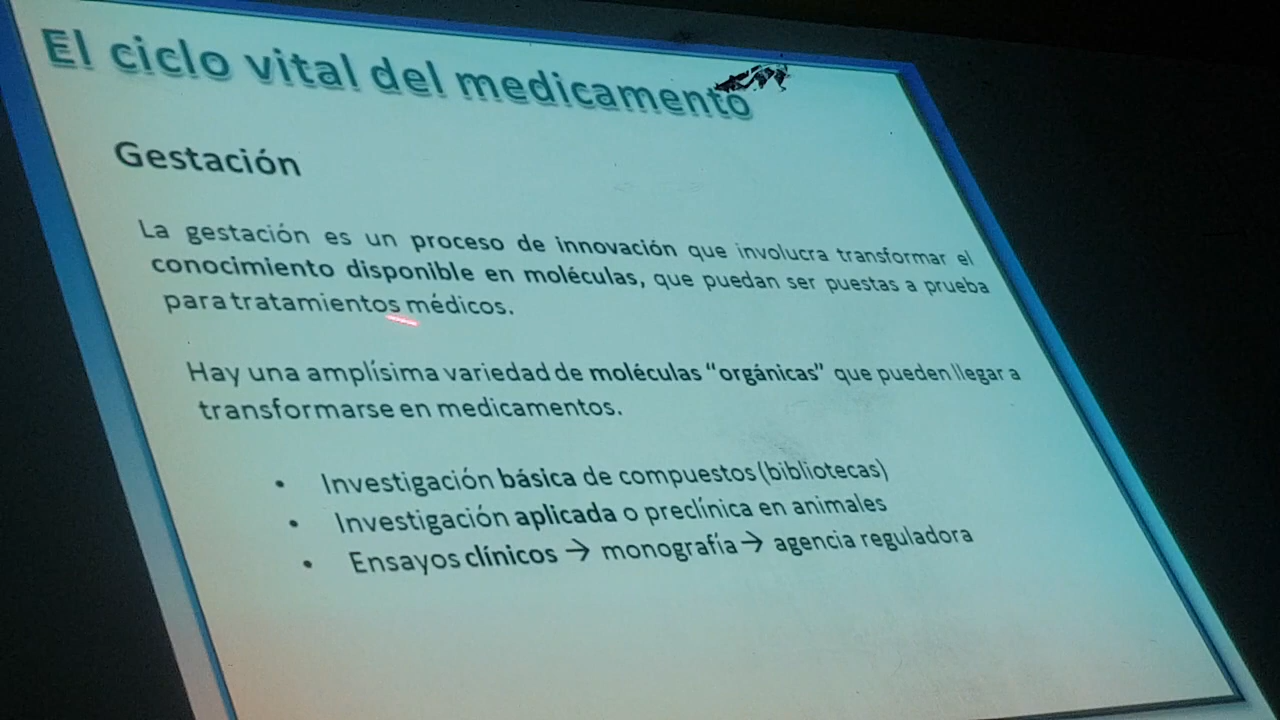 El ciclo vital del medicamento
Gestación
La gestación es un proceso de innovación que involucra transformar el
conocimiento disponible en moléculas, que puedan ser puestas a prueba
para tratamientos médicos.
Hay una amplísima variedad de moléculas “orgánicas” que pueden llegar a
transformarse en medicamentos.
• Investigación básica de compuestos (bibliotecas)
• Investigación aplicada o preclínica en animales
• Ensayos clínicos → monografía → agencia reguladora